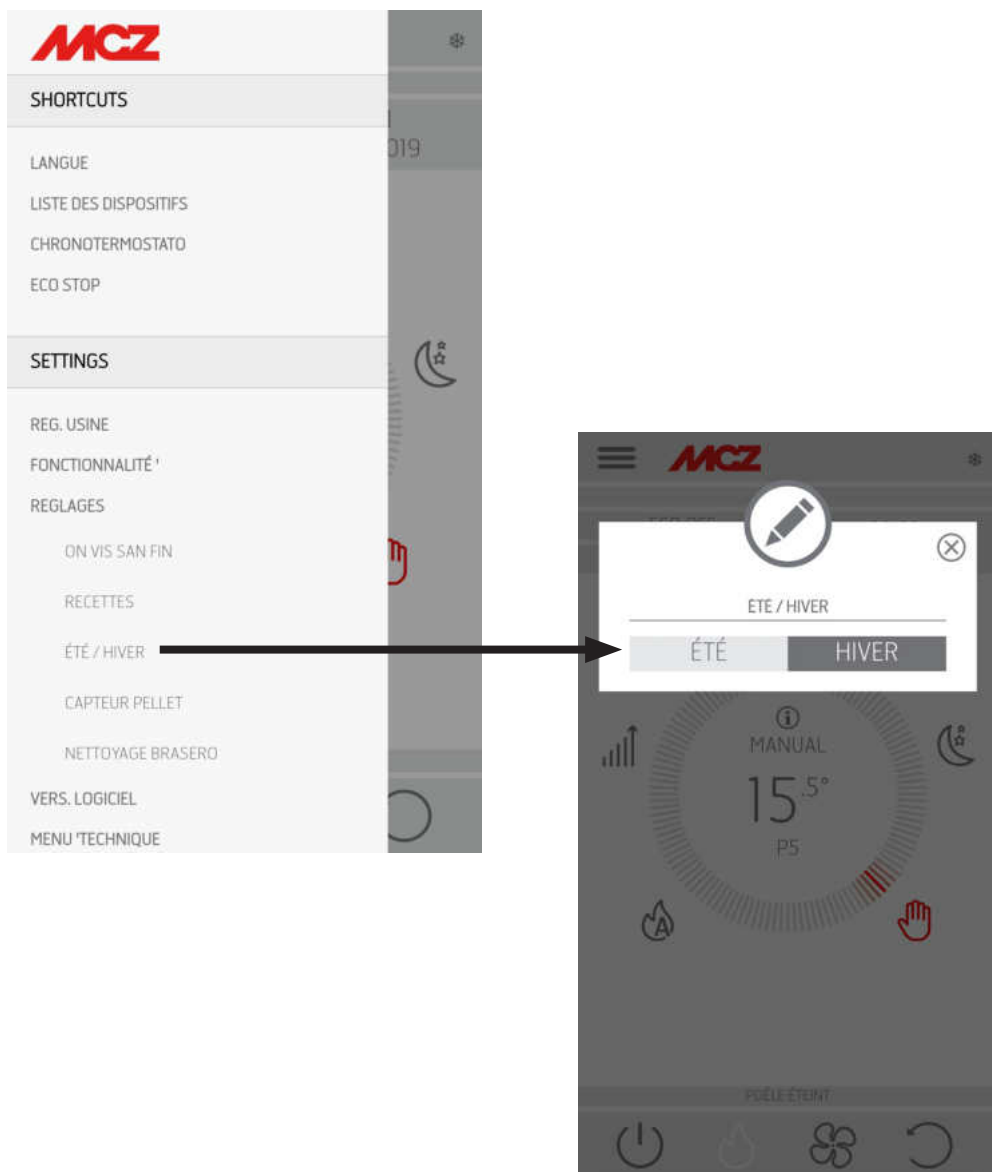 MCZ
SHORTCUTS
019
LANGUE
LISTE DES DISPOSITIFS
CHRONOTERMOSTATO
ECO STOP
SETTINGS
REG. USINE
FONCTIONNALITÉ '
REGLAGES
ON VIS SAN FIN
RECETTES
ÉTÉ / HIVER
CAPTEUR PELLET
NETTOYAGE BRASERO
VERS. LOGICIEL
MENU 'TECHNIQUE
MCZ
ÉTÉ / HIVER
ÉTÉ HIVER
MANUAL
15.5°
P5
A
POÊLE ÉTEINT